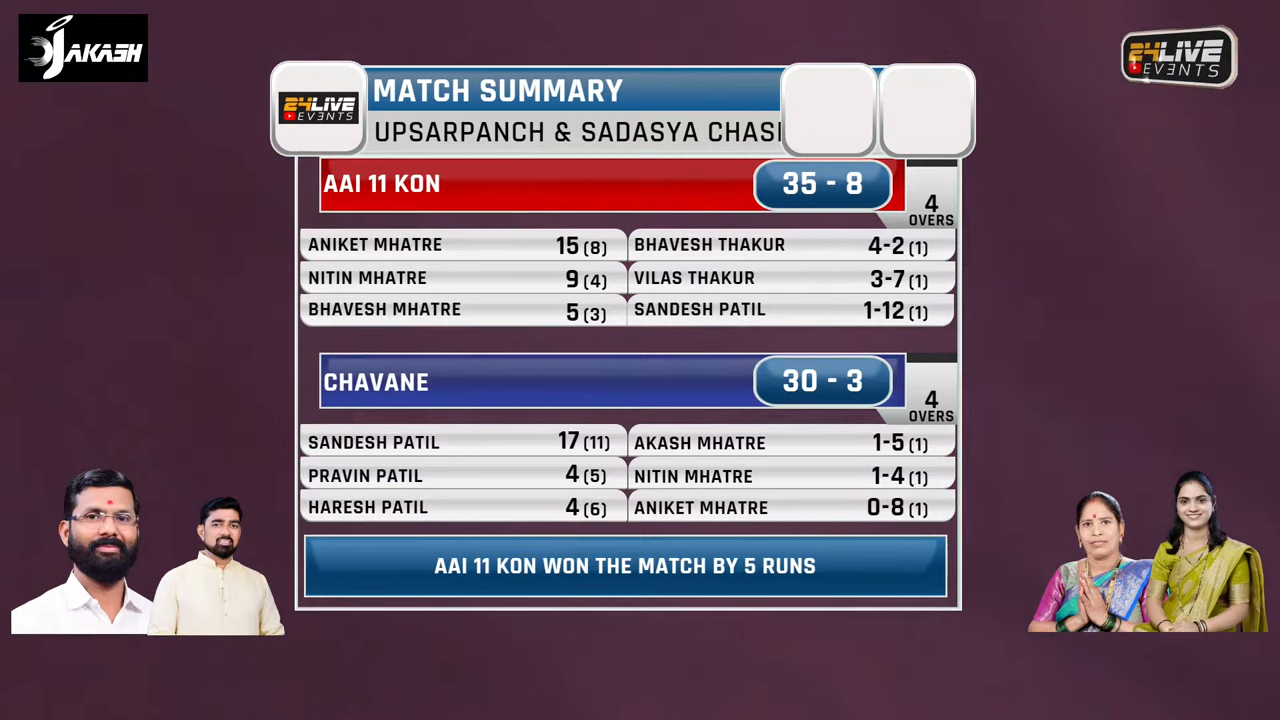 JAKASH
24LIVE
EVENTS
24LIVE
EVENTS
MATCH SUMMARY
UPSARPANCH & SADASYA
AAI 11 KON 35 - 8
4
OVERS
ANIKET MHATRE 15 (8) BHAVESH THAKUR 4-2 (1)
NITIN MHATRE 9 (4) VILAS THAKUR 3-7 (1)
BHAVESH MHATRE 5 (3) SANDESH PATIL 1-12 (1)
CHAVANE 30 - 3
4
OVERS
SANDESH PATIL 17 (11) AKASH MHATRE 1-5 (1)
PRAVIN PATIL 4 (5) NITIN MHATRE 1-4 (1)
HARESH PATIL 4 (6) ANIKET MHATRE 0-8 (1)
AAI 11 KON WON THE MATCH BY 5 RUNS